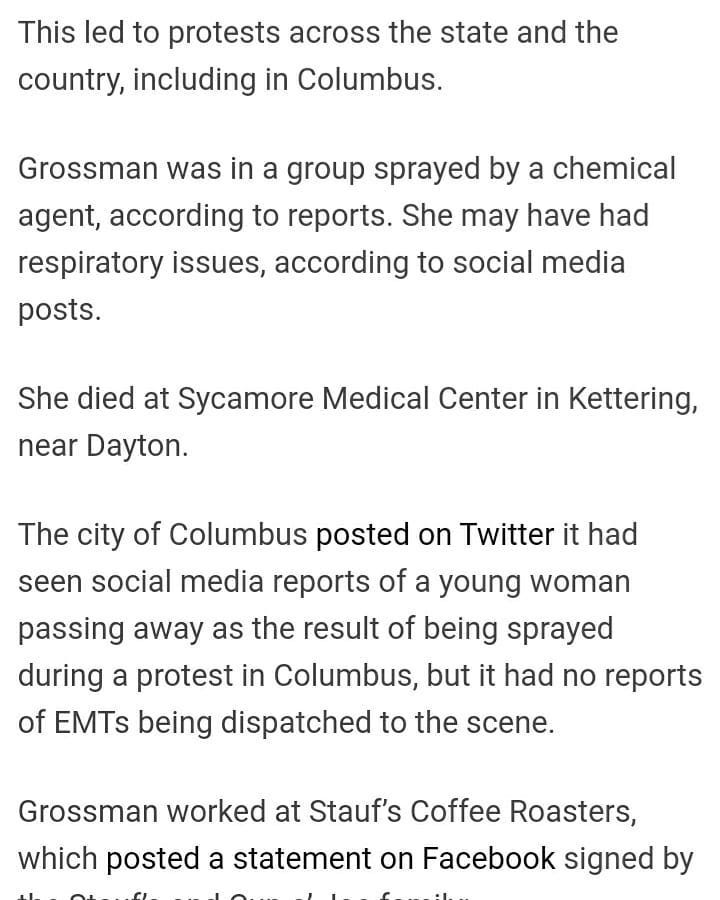 This led to protests across the state and the
country, including in Columbus.
Grossman was in a group sprayed by a chemical
agent, according to reports. She may have had
respiratory issues, according to social media
posts.
She died at Sycamore Medical Center in Kettering,
near Dayton.
The city of Columbus posted on Twitter it had
seen social media reports of a young woman
passing away as the result of being sprayed
during a protest in Columbus, but it had no reports
of EMTs being dispatched to the scene.
Grossman worked at Stauf’s Coffee Roasters,
which posted a statement on Facebook signed by